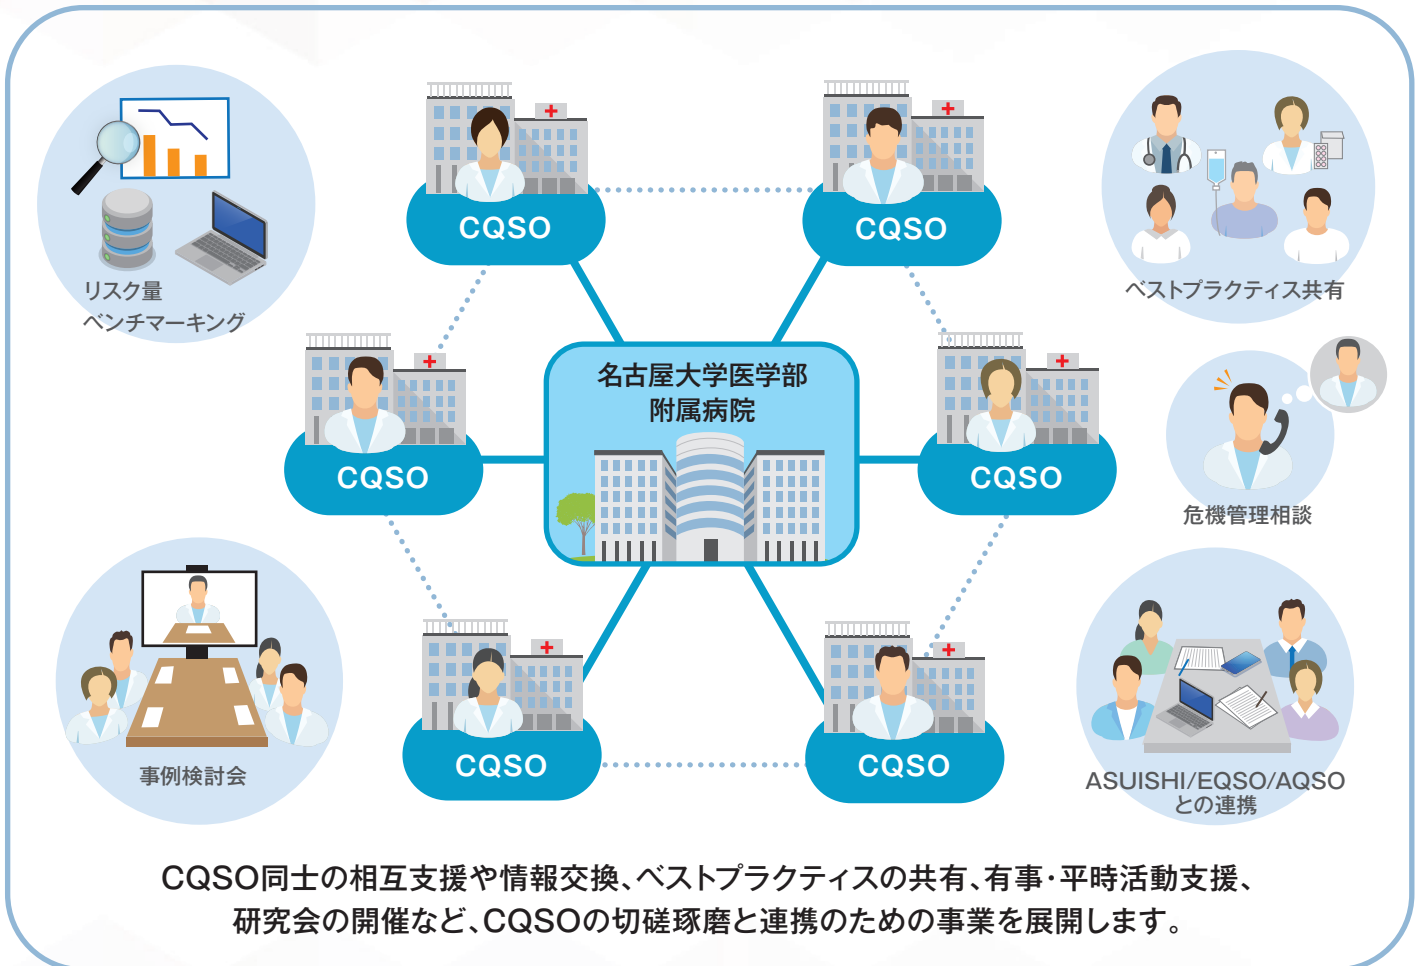 CQSO
CQSO
リスク量
ベンチマーキング
ベストプラクティス共有
名古屋大学医学部
附属病院
CQSO
CQSO
危機管理相談
CQSO
CQSO
事例検討会
ASUISHI/EQSO/AQSO
との連携
CQSO同士の相互支援や情報交換、ベストプラクティスの共有、有事・平時活動支援、
研究会の開催など、CQSOの切磋琢磨と連携のための事業を展開します。